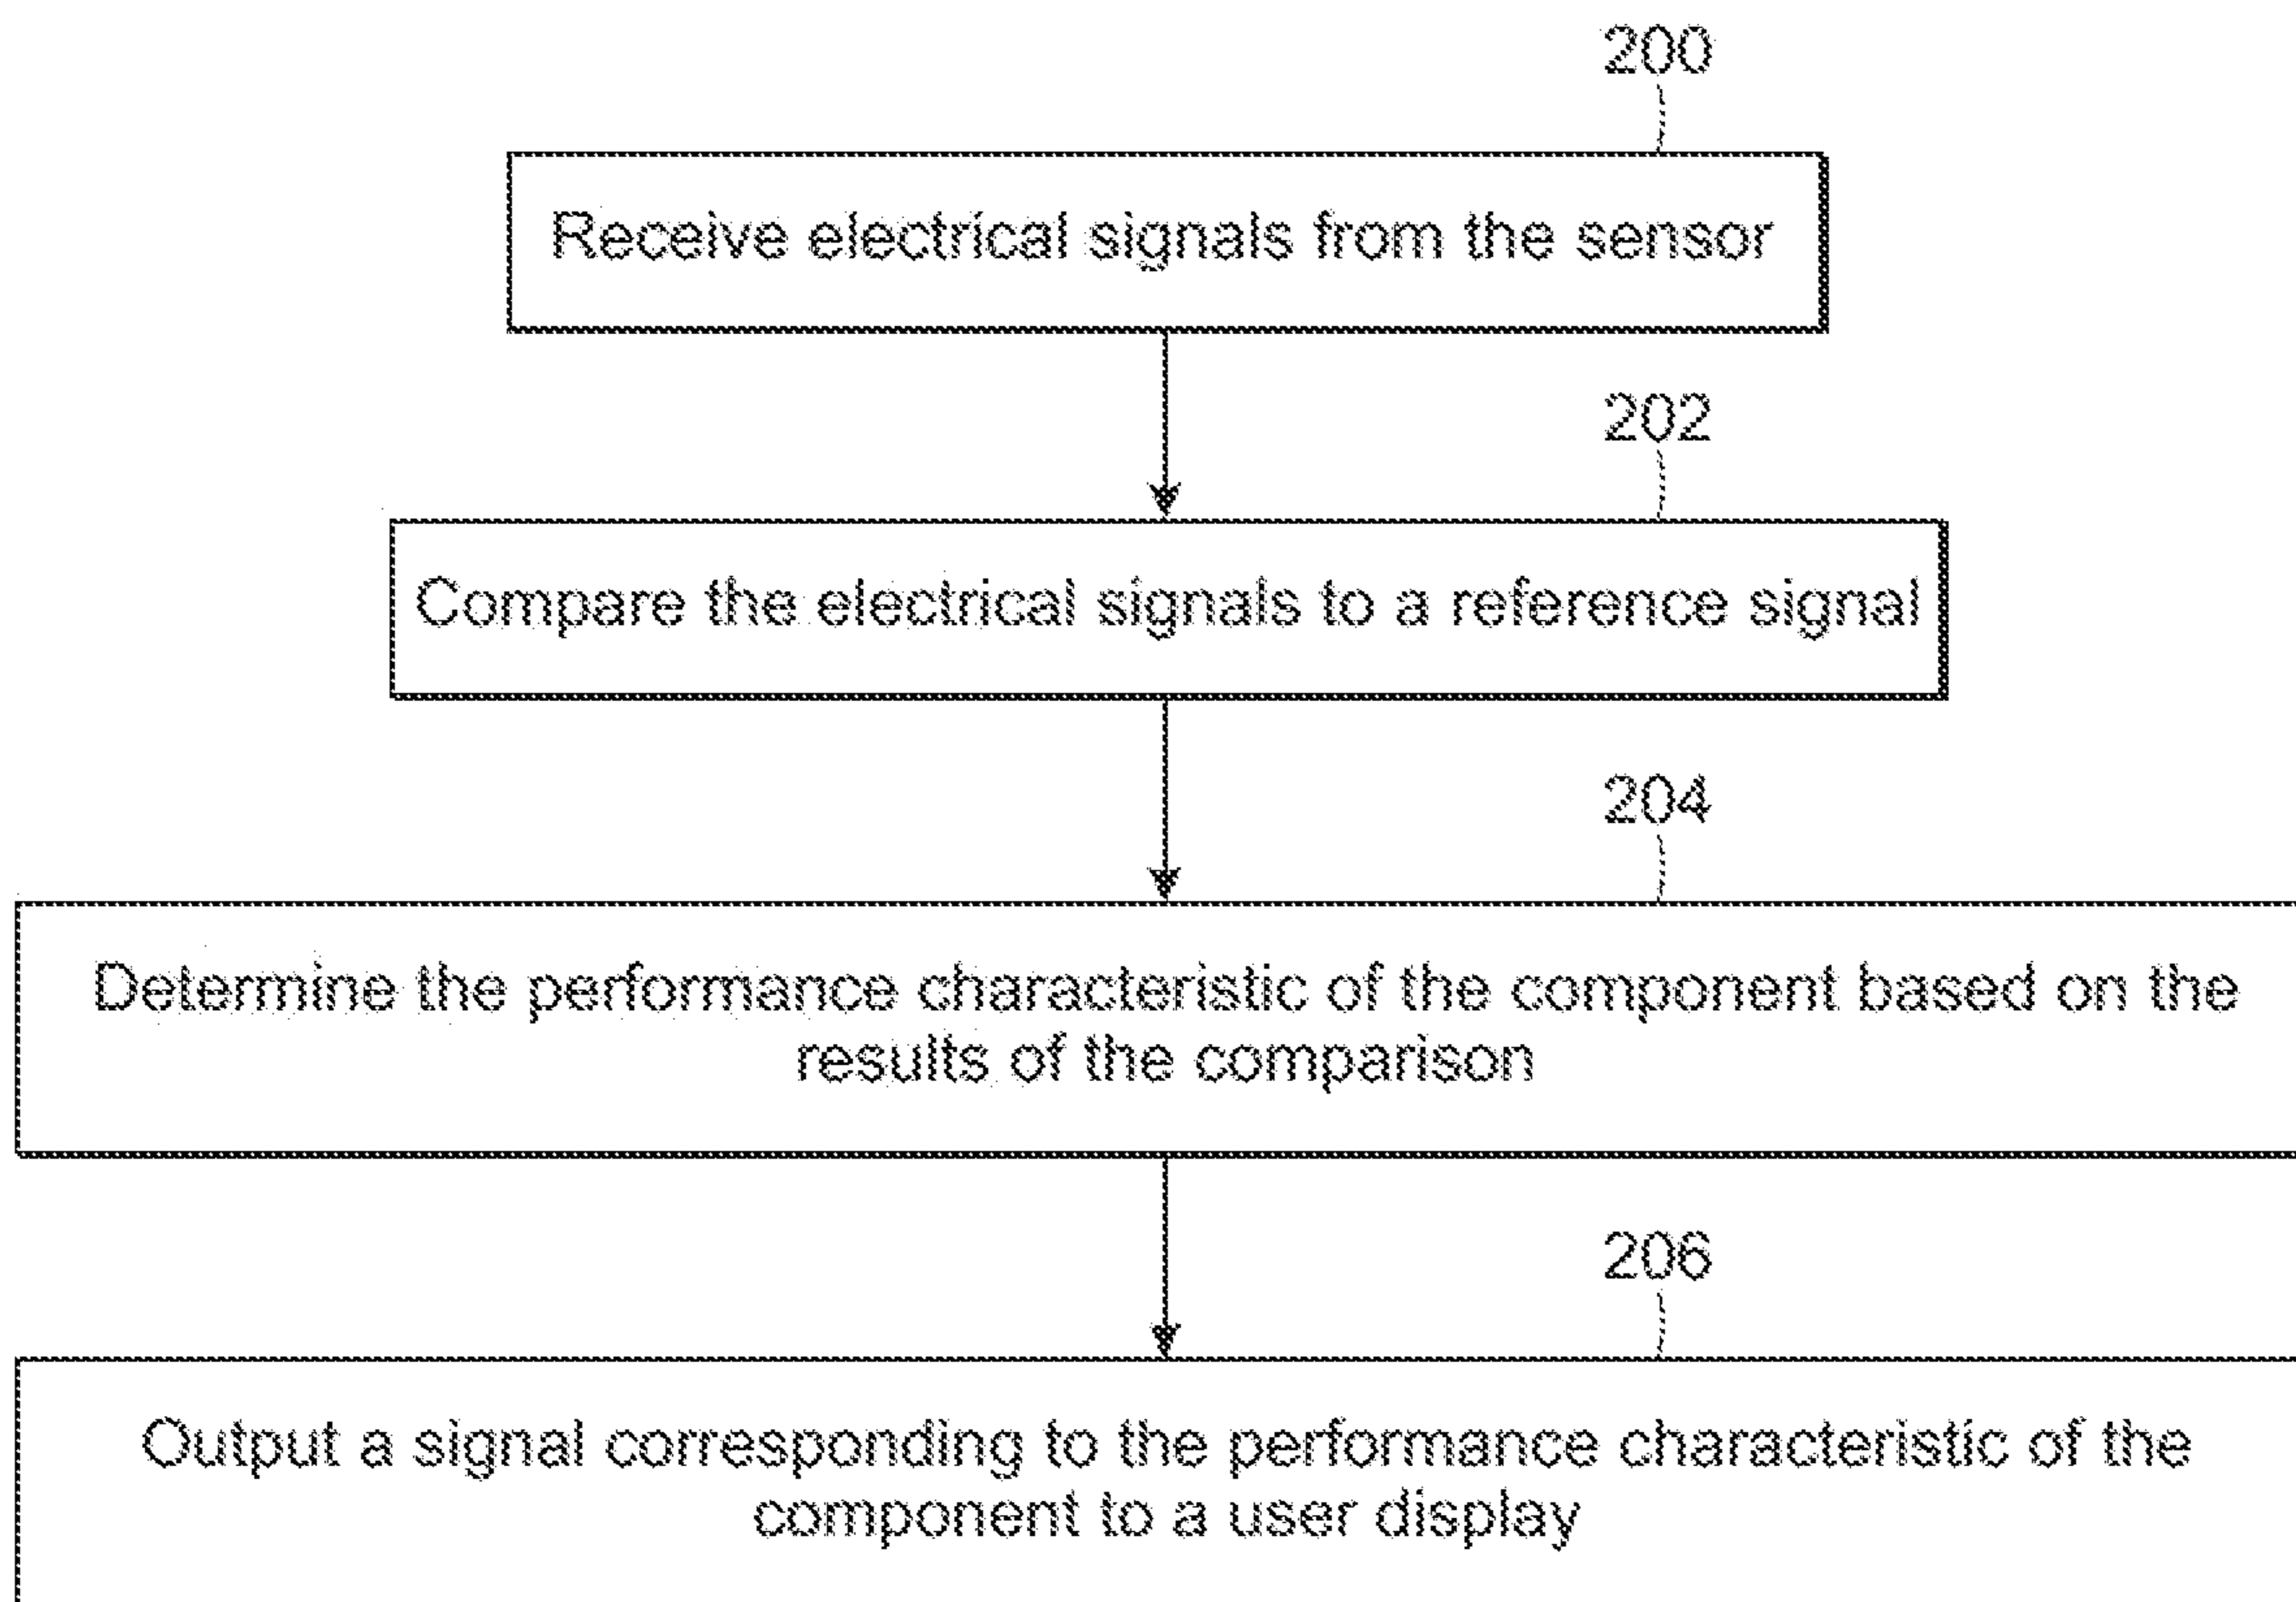 200
Receive electrical signals from the sensor
202
Compare the electrical signals to a reference signal
204
Determine the performance characteristic of the component based on the
results of the comparison
206
Output a signal corresponding to the performance characteristic of the
component to a user display